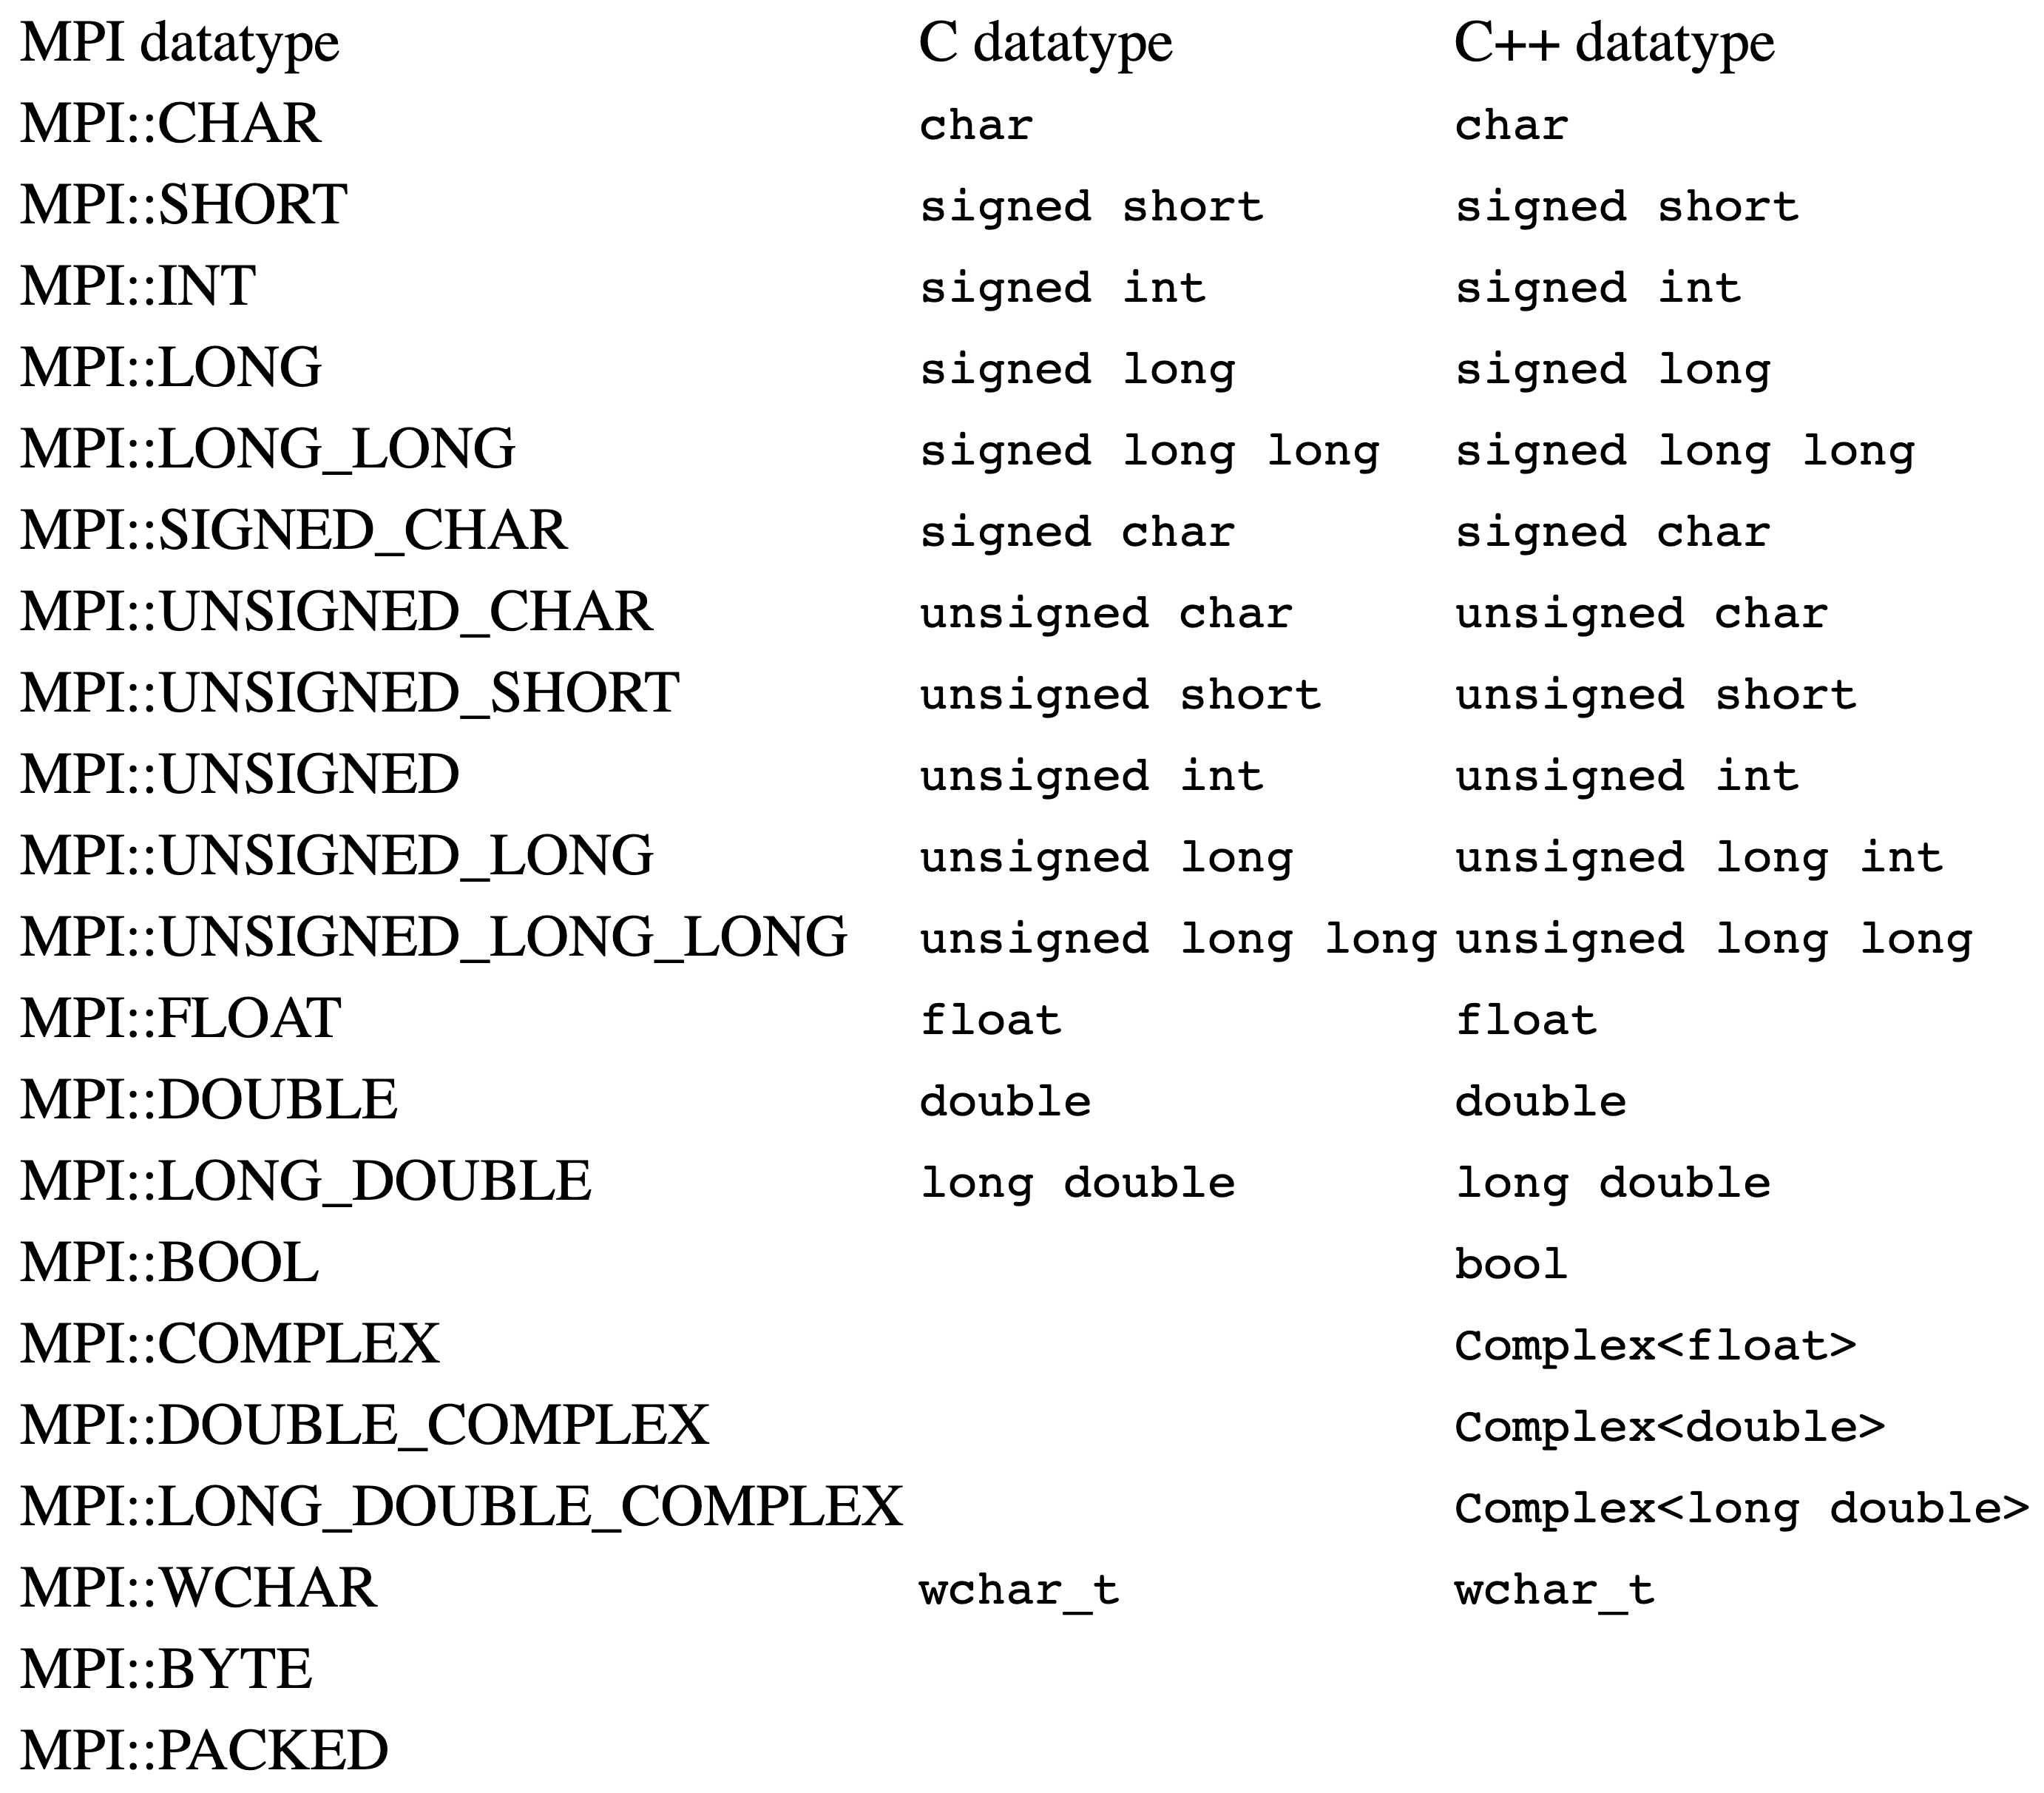 MPI datatype C datatype C++ datatype
MPI::CHAR char char
MPI::SHORT signed short signed short
MPI::INT signed int signed int
MPI::LONG signed long signed long
MPI::LONG_LONG signed long long signed long long
MPI::SIGNED_CHAR signed char signed char
MPI::UNSIGNED_CHAR unsigned char unsigned char
MPI::UNSIGNED_SHORT unsigned short unsigned short
MPI::UNSIGNED unsigned int unsigned int
MPI::UNSIGNED_LONG unsigned long unsigned long int
MPI::UNSIGNED_LONG_LONG unsigned long long unsigned long long
MPI::FLOAT float float
MPI::DOUBLE double double
MPI::LONG_DOUBLE long double long double
MPI::BOOL bool
MPI::COMPLEX Complex<float>
MPI::DOUBLE_COMPLEX Complex<double>
MPI::LONG_DOUBLE_COMPLEX Complex<long double>
MPI::WCHAR wchar_t wchar_t
MPI::BYTE
MPI::PACKED